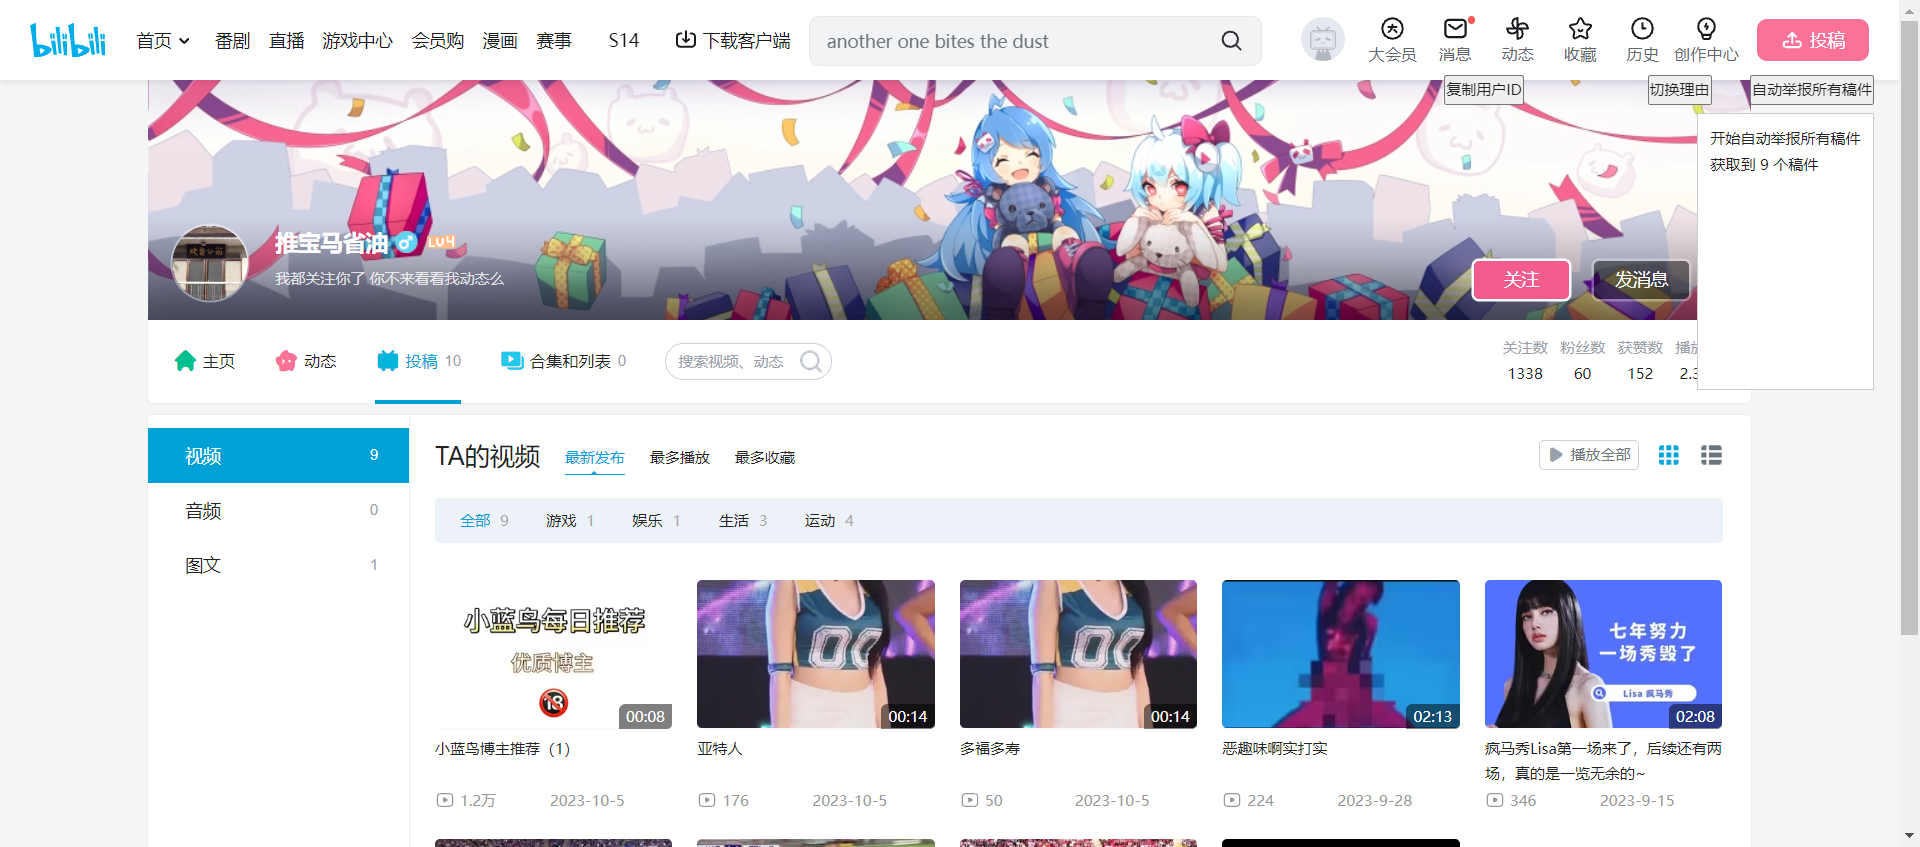 bilibili
首页
番剧
直播
游戏中心
会员购
漫画
赛事
S14
下载客户端
another one bites the dust
大会员
消息
动态
收藏
历史
创作中心
投稿
复制用户ID
切换理由
自动举报所有稿件
开始自动举报所有稿件
获取到 9 个稿件
推宝马省油
LV4
我都关注你了 你不来看看我动态么
关注
发消息
主页
动态
投稿 10
合集和列表 0
搜索视频、动态
关注数 粉丝数 获赞数 播放
1338 60 152 2.3
视频 9
音频 0
图文 1
TA的视频
最新发布
最多播放
最多收藏
播放全部
全部 9
游戏 1
娱乐 1
生活 3
运动 4
小蓝鸟每日推荐
优质博主
18
00:08
小蓝鸟博主推荐（1）
1.2万 2023-10-5
00
00:14
亚特人
176 2023-10-5
00
00:14
多福多寿
50 2023-10-5
02:13
恶趣味啊实打实
224 2023-9-28
七年努力
一场秀毁了
Lisa 疯马秀
02:08
疯马秀Lisa第一场来了，后续还有两
场，真的是一览无余的~
346 2023-9-15